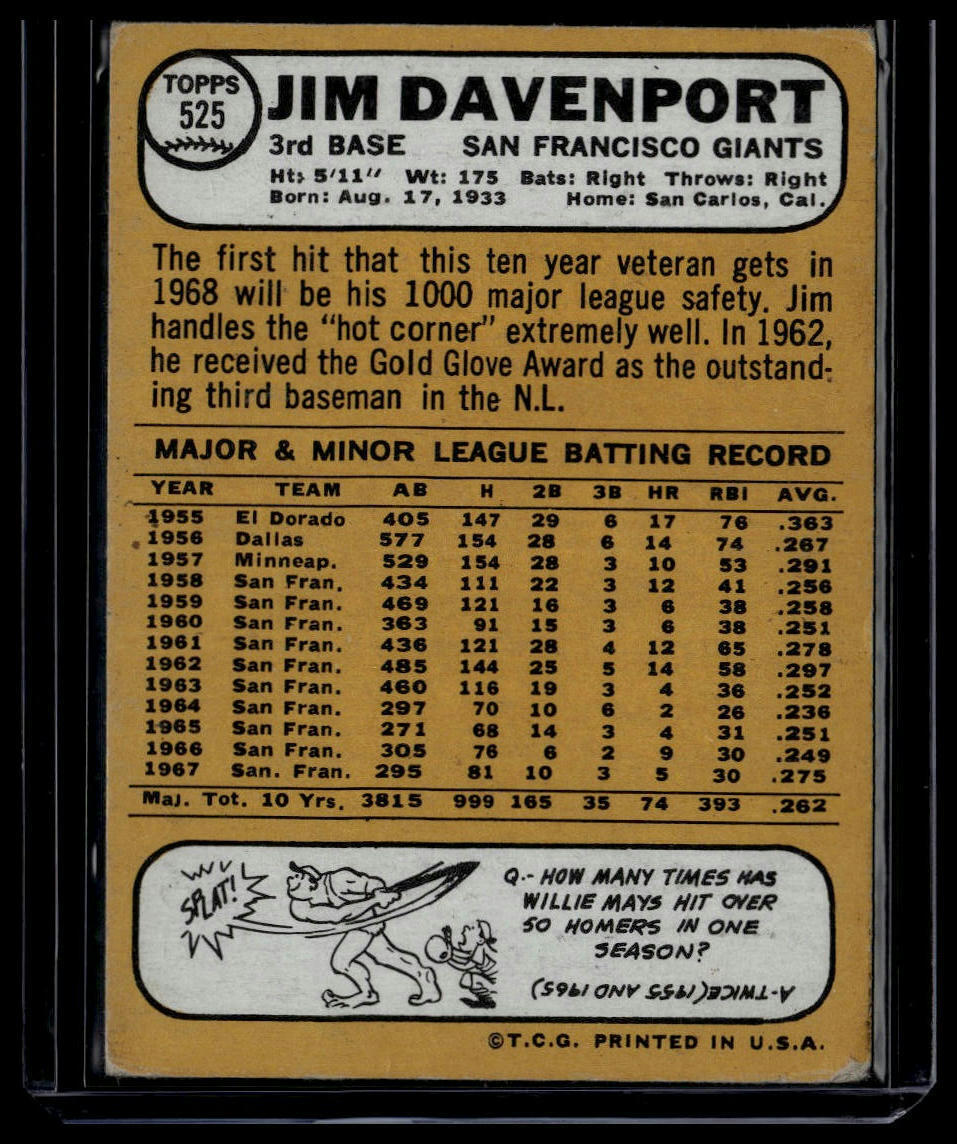 TOPPS
525
JIM DAVENPORT
3rd BASE SAN FRANCISCO GIANTS
Ht: 5'11" Wt: 175 Bats: Right Throws: Right
Born: Aug. 17, 1933 Home: San Carlos, Cal.
The first hit that this ten year veteran gets in
1968 will be his 1000 major league safety. Jim
handles the "hot corner" extremely well. In 1962,
he received the Gold Glove Award as the outstand-
ing third baseman in the N.L.
MAJOR & MINOR LEAGUE BATTING RECORD
YEAR TEAM AB H 2B 3B HR RBI AVG.
1955 El Dorado 405 147 29 6 17 76 .363
1956 Dallas 577 154 28 6 14 74 .267
1957 Minneap. 529 154 28 3 10 53 .291
1958 San Fran. 434 111 22 3 12 41 .256
1959 San Fran. 469 121 16 3 6 38 .258
1960 San Fran. 363 91 15 3 6 38 .251
1961 San Fran. 436 121 28 4 12 65 .278
1962 San Fran. 485 144 25 5 14 58 .297
1963 San Fran. 460 116 19 3 4 36 .252
1964 San Fran. 297 70 10 6 2 26 .236
1965 San Fran. 271 68 14 3 4 31 .251
1966 San Fran. 305 76 6 2 9 30 .249
1967 San. Fran. 295 81 10 3 5 30 .275
Maj. Tot. 10 Yrs. 3815 999 165 35 74 393 .262
SPLAT!
Q.- HOW MANY TIMES HAS
WILLIE MAYS HIT OVER
50 HOMERS IN ONE
SEASON?
A-TWICE (1955 AND 1965)
©T.C.G. PRINTED IN U.S.A.